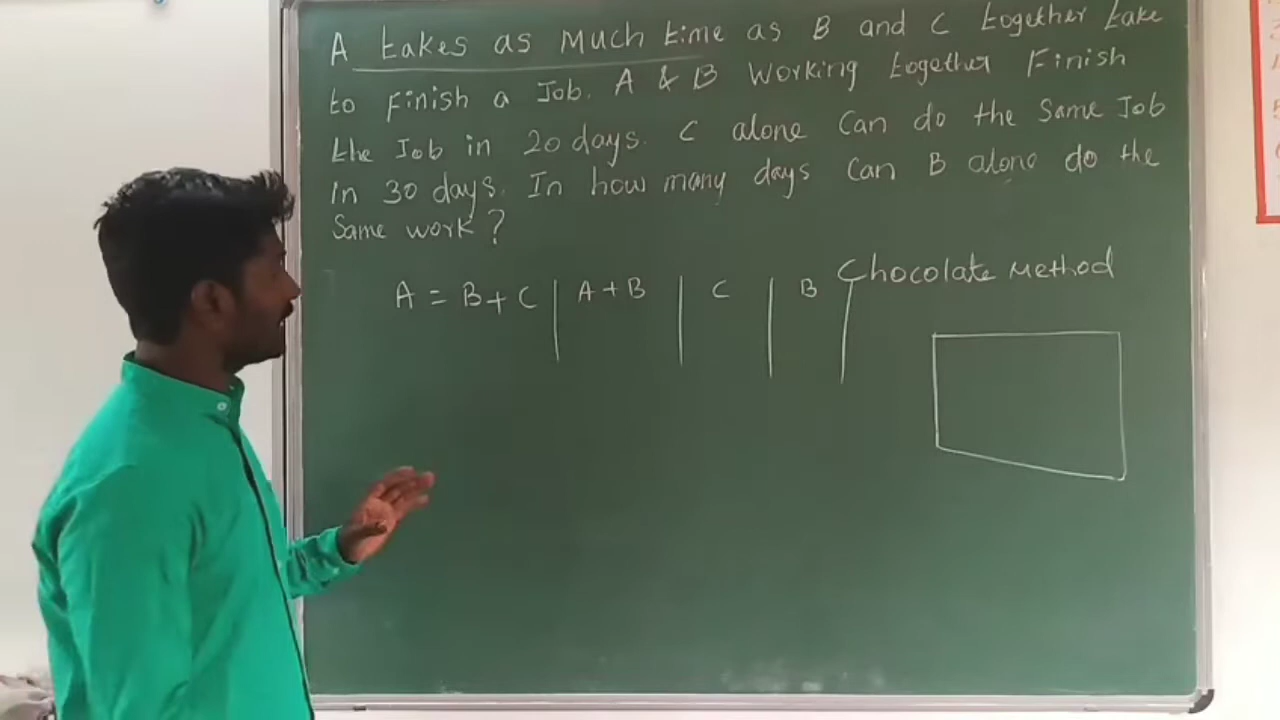 A takes as Much time as B and C together take
to Finish a Job. A & B Working together Finish
the Job in 20 days. C alone Can do the Same Job
in 30 days. In how many days Can B alone do the
Same work?
A = B + C | A + B | C | B
Chocolate Method